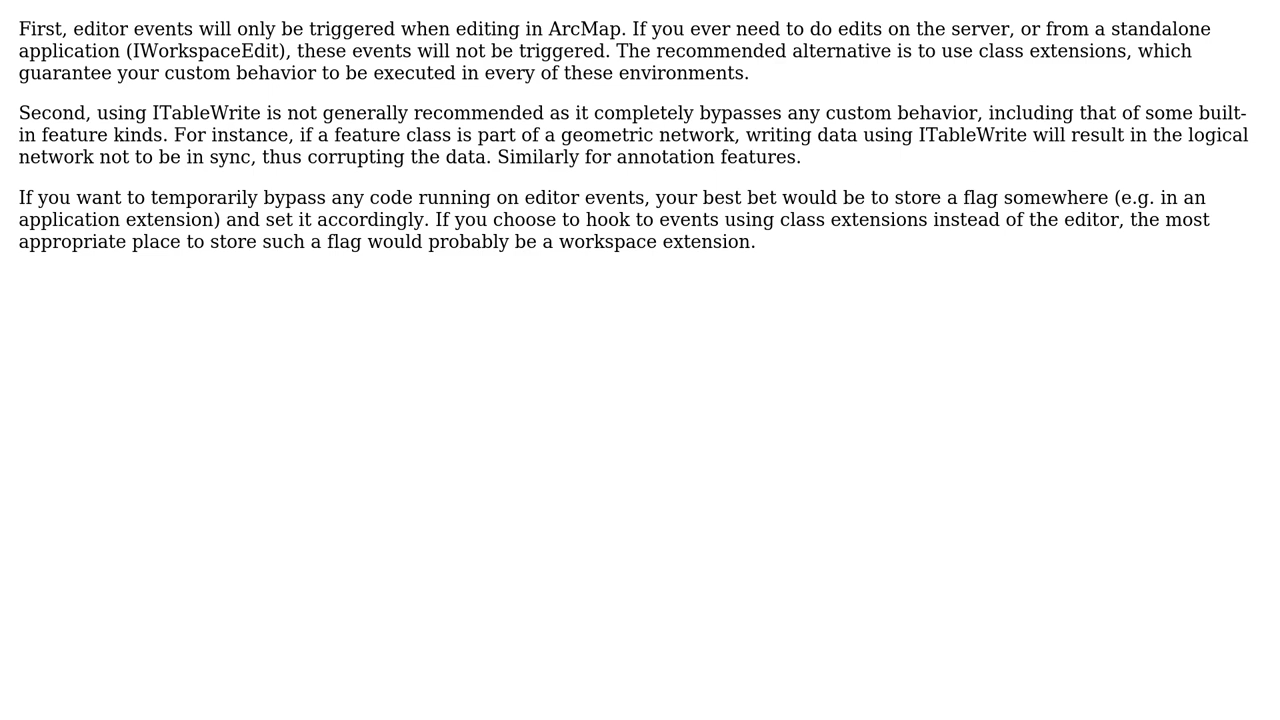 First, editor events will only be triggered when editing in ArcMap. If you ever need to do edits on the server, or from a standalone
application (IWorkspaceEdit), these events will not be triggered. The recommended alternative is to use class extensions, which
guarantee your custom behavior to be executed in every of these environments.
Second, using ITableWrite is not generally recommended as it completely bypasses any custom behavior, including that of some built-
in feature kinds. For instance, if a feature class is part of a geometric network, writing data using ITableWrite will result in the logical
network not to be in sync, thus corrupting the data. Similarly for annotation features.
If you want to temporarily bypass any code running on editor events, your best bet would be to store a flag somewhere (e.g. in an
application extension) and set it accordingly. If you choose to hook to events using class extensions instead of the editor, the most
appropriate place to store such a flag would probably be a workspace extension.